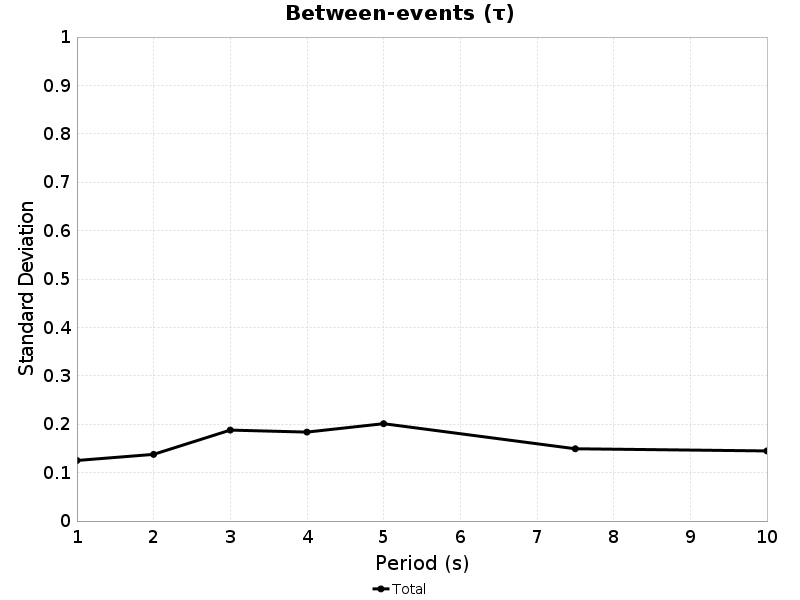 Between-events (τ)
1
0.9
0.8
0.7
0.6
0.5
0.4
0.3
0.2
0.1
0
Standard Deviation
1 2 3 4 5 6 7 8 9 10
Period (s)
Total